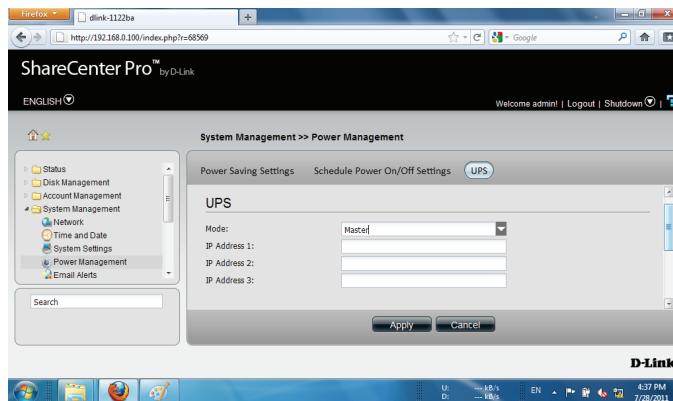 Firefox
dlink-1122ba
http://192.168.0.100/index.php?r=68569
Google
ShareCenter Pro™ by D-Link
ENGLISH
Welcome admin! | Logout | Shutdown |
System Management >> Power Management
Status
Disk Management
Account Management
System Management
Network
Time and Date
System Settings
Power Management
Email Alerts
Search
Power Saving Settings Schedule Power On/Off Settings UPS
UPS
Mode: Master
IP Address 1:
IP Address 2:
IP Address 3:
Apply Cancel
D-Link
U: --- kB/s
D: --- kB/s
EN
4:37 PM
7/28/2011